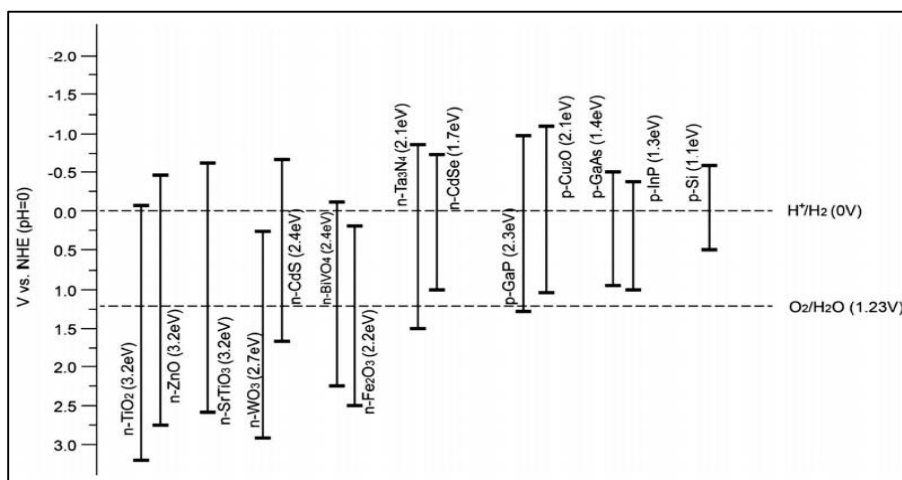 V vs. NHE (pH=0)
-2.0
-1.5
-1.0
-0.5
0.0
0.5
1.0
1.5
2.0
2.5
3.0
n-TiO2 (3.2eV)
n-ZnO (3.2eV)
n-SrTiO3 (3.2eV)
n-WO3 (2.7eV)
n-CdS (2.4eV)
n-BiVO4 (2.4eV)
n-Fe2O3 (2.2eV)
n-Ta3N4 (2.1eV)
n-CdSe (1.7eV)
p-GaP (2.3eV)
p-Cu2O (2.1eV)
p-GaAs (1.4eV)
p-InP (1.3eV)
p-Si (1.1eV)
H+/H2 (0V)
O2/H2O (1.23V)